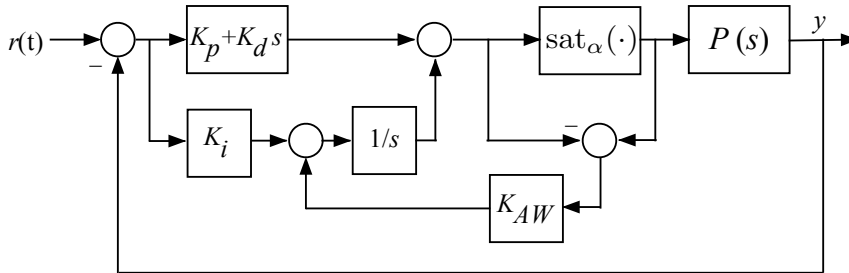 r(t)
−
K_p+K_d s
sat_α(·)
P(s)
y
K_i
1/s
−
K_AW